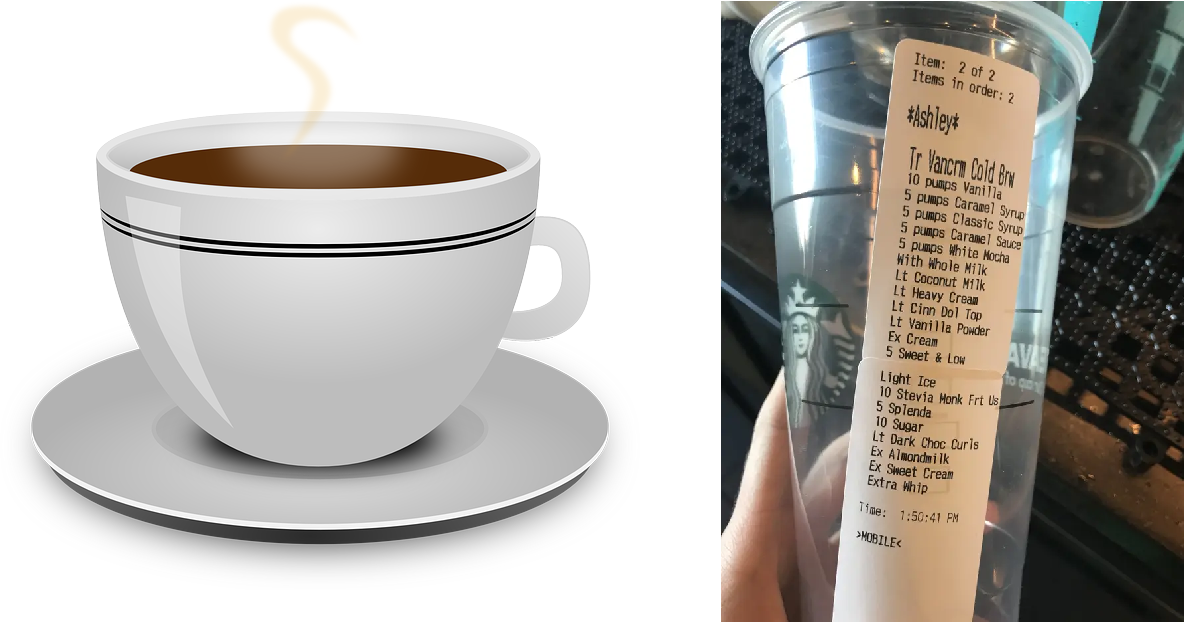 Item: 2 of 2
Items in order: 2
*Ashley*
Tr Vancrm Cold Brw
10 pumps Vanilla
5 pumps Caramel Syrup
5 pumps Classic Syrup
5 pumps Caramel Sauce
5 pumps White Mocha
With Whole Milk
Lt Coconut Milk
Lt Heavy Cream
Lt Cinn Dol Top
Lt Vanilla Powder
Ex Cream
5 Sweet & Low
Light Ice
10 Stevia Monk Frt Us
5 Splenda
10 Sugar
Lt Dark Choc Curls
Ex Almondmilk
Ex Sweet Cream
Extra Whip
Time: 1:50:41 PM
>MOBILE<